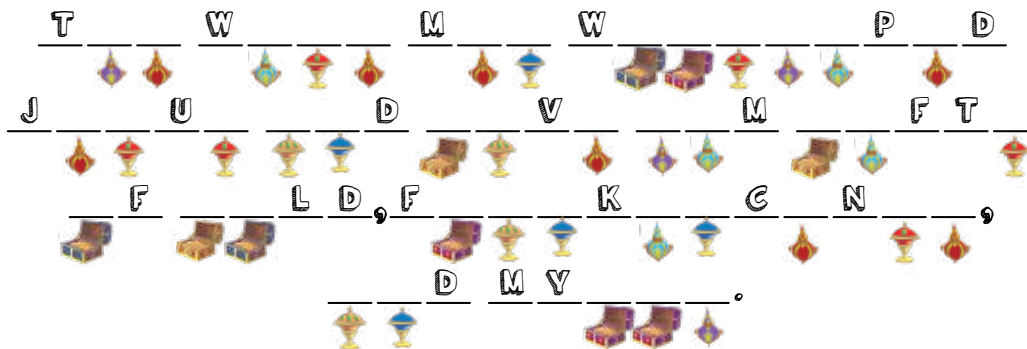 T W M W P D
J U D V M F T
F L D , F K C N ,
D M Y .